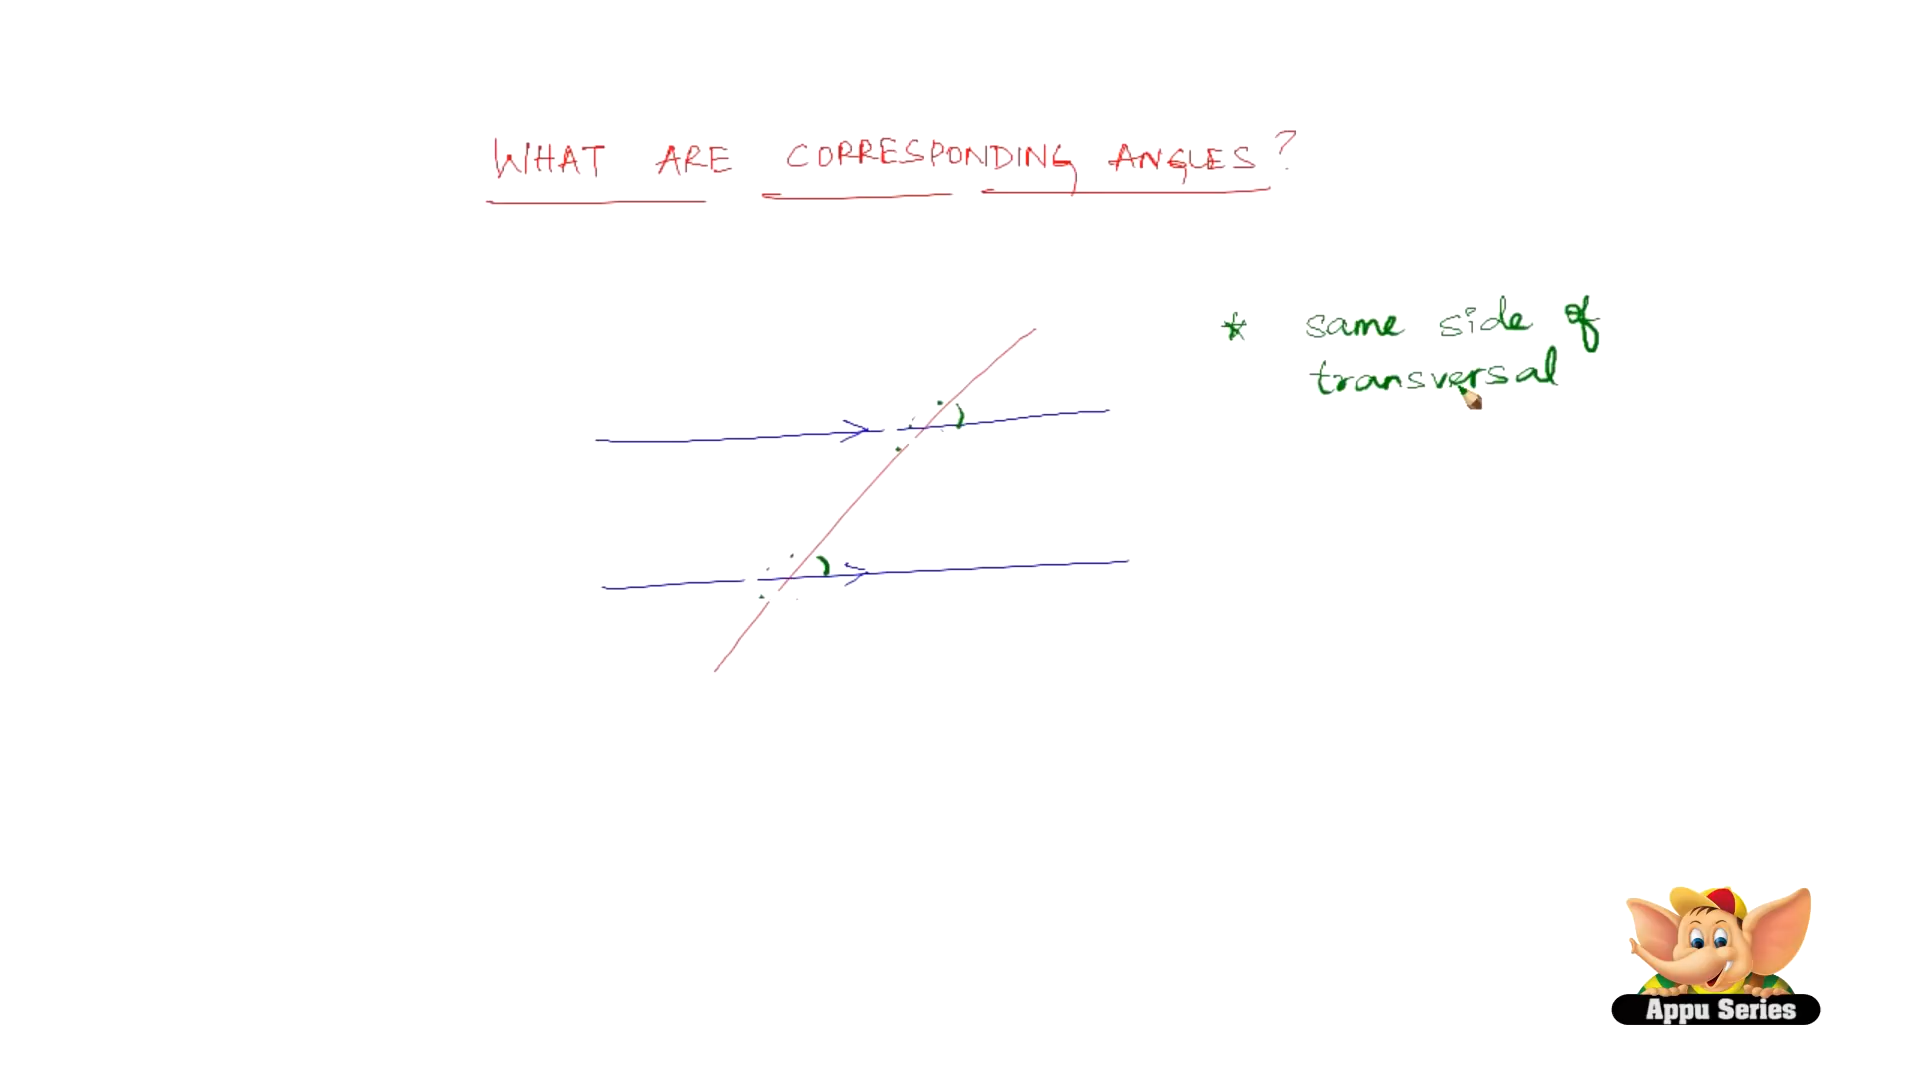 WHAT ARE CORRESPONDING ANGLES?
* same side of
transversal
Appu Series